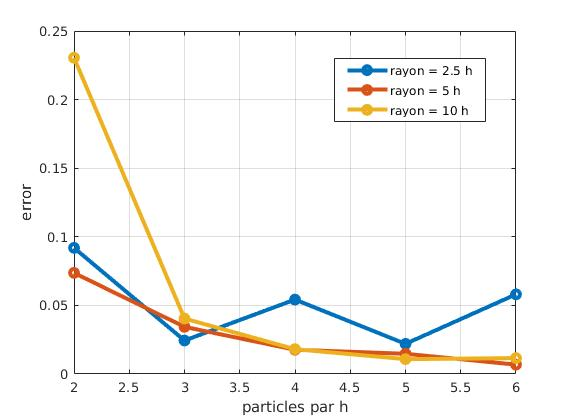 0.25
0.2
0.15
0.1
0.05
0
error
rayon = 2.5 h
rayon = 5 h
rayon = 10 h
2 2.5 3 3.5 4 4.5 5 5.5 6
particles par h